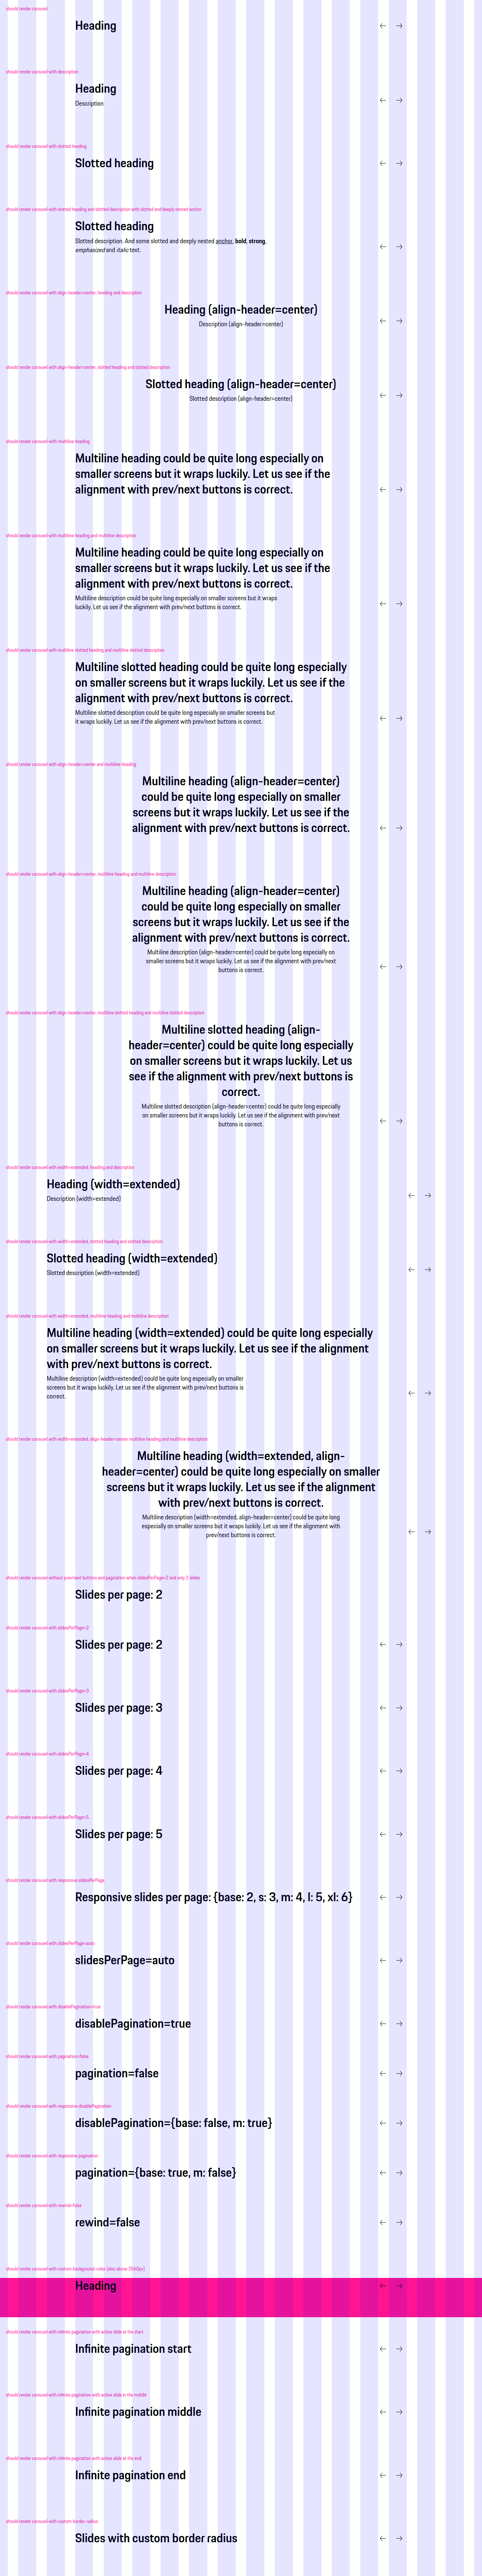 should render carousel
Heading
should render carousel with description
Heading
Description
should render carousel with slotted heading
Slotted heading
should render carousel with slotted heading and slotted description with slotted and deeply nested anchor
Slotted heading
Slotted description. And some slotted and deeply nested anchor, bold, strong,
emphasized and italic text.
should render carousel with align-header=center, heading and description
Heading (align-header=center)
Description (align-header=center)
should render carousel with align-header=center, slotted heading and slotted description
Slotted heading (align-header=center)
Slotted description (align-header=center)
should render carousel with multiline heading
Multiline heading could be quite long especially on
smaller screens but it wraps luckily. Let us see if the
alignment with prev/next buttons is correct.
should render carousel with multiline heading and multiline description
Multiline heading could be quite long especially on
smaller screens but it wraps luckily. Let us see if the
alignment with prev/next buttons is correct.
Multiline description could be quite long especially on smaller screens but it wraps
luckily. Let us see if the alignment with prev/next buttons is correct.
should render carousel with multiline slotted heading and multiline slotted description
Multiline slotted heading could be quite long especially
on smaller screens but it wraps luckily. Let us see if the
alignment with prev/next buttons is correct.
Multiline slotted description could be quite long especially on smaller screens but
it wraps luckily. Let us see if the alignment with prev/next buttons is correct.
should render carousel with align-header=center and multiline heading
Multiline heading (align-header=center)
could be quite long especially on smaller
screens but it wraps luckily. Let us see if the
alignment with prev/next buttons is correct.
should render carousel with align-header=center, multiline heading and multiline description
Multiline heading (align-header=center)
could be quite long especially on smaller
screens but it wraps luckily. Let us see if the
alignment with prev/next buttons is correct.
Multiline description (align-header=center) could be quite long especially on
smaller screens but it wraps luckily. Let us see if the alignment with prev/next
buttons is correct.
should render carousel with align-header=center, multiline slotted heading and multiline slotted description
Multiline slotted heading (align-
header=center) could be quite long especially
on smaller screens but it wraps luckily. Let us
see if the alignment with prev/next buttons is
correct.
Multiline slotted description (align-header=center) could be quite long especially
on smaller screens but it wraps luckily. Let us see if the alignment with prev/next
buttons is correct.
should render carousel with width=extended, heading and description
Heading (width=extended)
Description (width=extended)
should render carousel with width=extended, slotted heading and slotted description
Slotted heading (width=extended)
Slotted description (width=extended)
should render carousel with width=extended, multiline heading and multiline description
Multiline heading (width=extended) could be quite long especially
on smaller screens but it wraps luckily. Let us see if the alignment
with prev/next buttons is correct.
Multiline description (width=extended) could be quite long especially on smaller
screens but it wraps luckily. Let us see if the alignment with prev/next buttons is
correct.
should render carousel with width=extended, align-header=center multiline heading and multiline description
Multiline heading (width=extended, align-
header=center) could be quite long especially on smaller
screens but it wraps luckily. Let us see if the alignment
with prev/next buttons is correct.
Multiline description (width=extended, align-header=center) could be quite long
especially on smaller screens but it wraps luckily. Let us see if the alignment with
prev/next buttons is correct.
should render carousel without prev/next buttons and pagination when slidesPerPage=2 and only 2 slides
Slides per page: 2
should render carousel with slidesPerPage=2
Slides per page: 2
should render carousel with slidesPerPage=3
Slides per page: 3
should render carousel with slidesPerPage=4
Slides per page: 4
should render carousel with slidesPerPage=5
Slides per page: 5
should render carousel with responsive slidesPerPage
Responsive slides per page: {base: 2, s: 3, m: 4, l: 5, xl: 6}
should render carousel with slidesPerPage=auto
slidesPerPage=auto
should render carousel with disablePagination=true
disablePagination=true
should render carousel with pagination=false
pagination=false
should render carousel with responsive disablePagination
disablePagination={base: false, m: true}
should render carousel with responsive pagination
pagination={base: true, m: false}
should render carousel with rewind=false
rewind=false
should render carousel with custom background-color (also above 2560px)
Heading
should render carousel with infinite pagination with active slide at the start
Infinite pagination start
should render carousel with infinite pagination with active slide in the middle
Infinite pagination middle
should render carousel with infinite pagination with active slide at the end
Infinite pagination end
should render carousel with custom border-radius
Slides with custom border radius